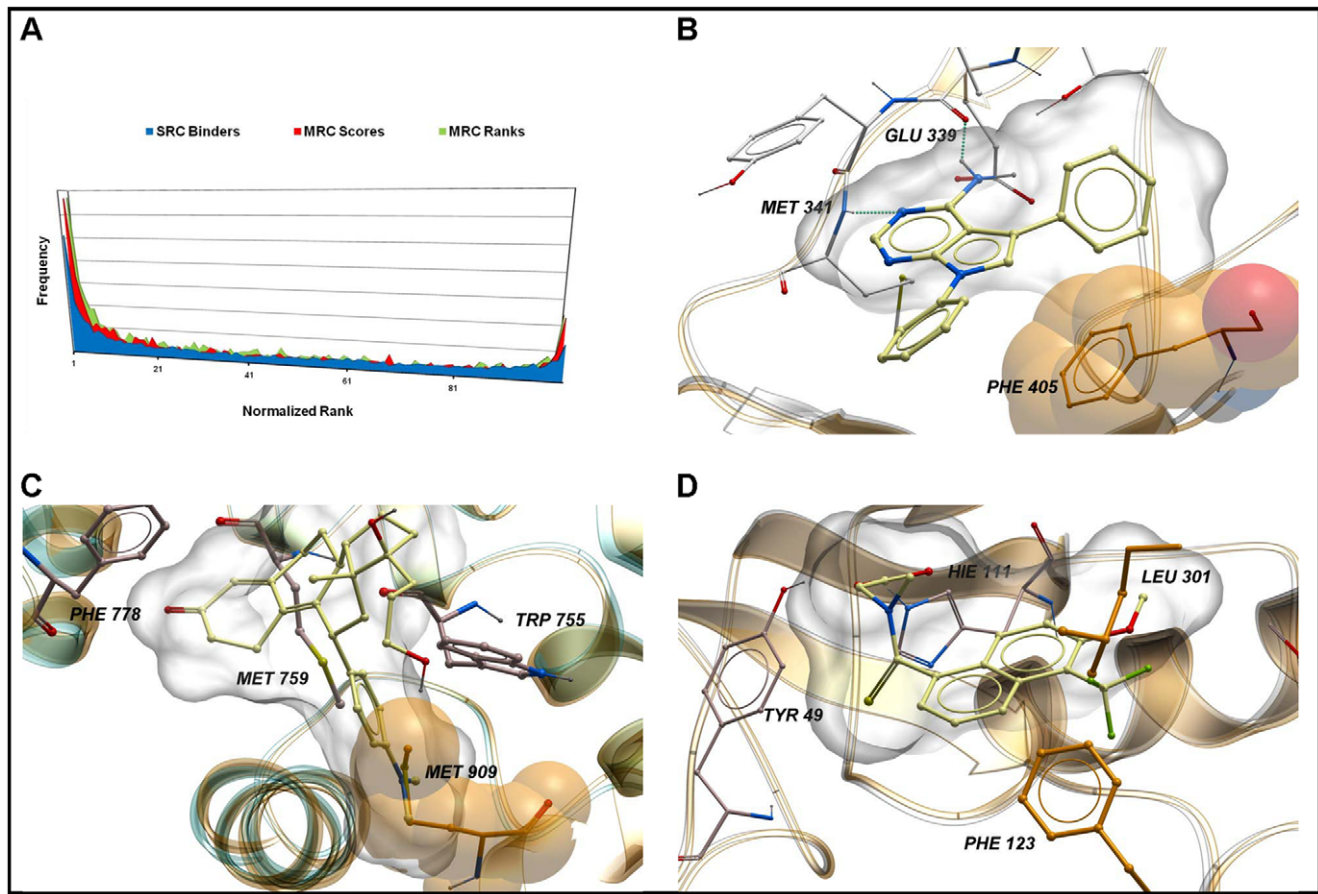 A
SRC Binders MRC Scores MRC Ranks
Frequency
1 21 41 61 81
Normalized Rank
B
GLU 339
MET 341
PHE 405
C
PHE 778
TRP 755
MET 759
MET 909
D
HIE 111
LEU 301
TYR 49
PHE 123